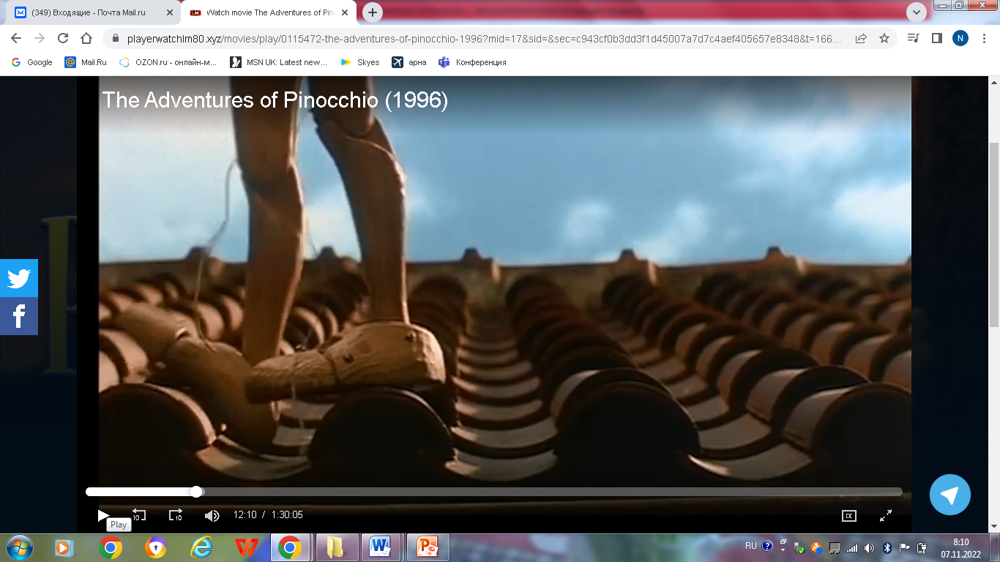 (349) Входящие - Почта Mail.ru
Watch movie The Adventures of Pin
playerwatchlm80.xyz/movies/play/0115472-the-adventures-of-pinocchio-1996?mid=17&sid=&sec=c943cf0b3dd3f1d45007a7d7c4aef405657e8348&t=166...
N
Google
Mail.Ru
OZON.ru - онлайн-м...
MSN UK: Latest new...
Skyes
арна
Конференция
The Adventures of Pinocchio (1996)
10
10
12:10 / 1:30:05
Play
RU
8:10
07.11.2022